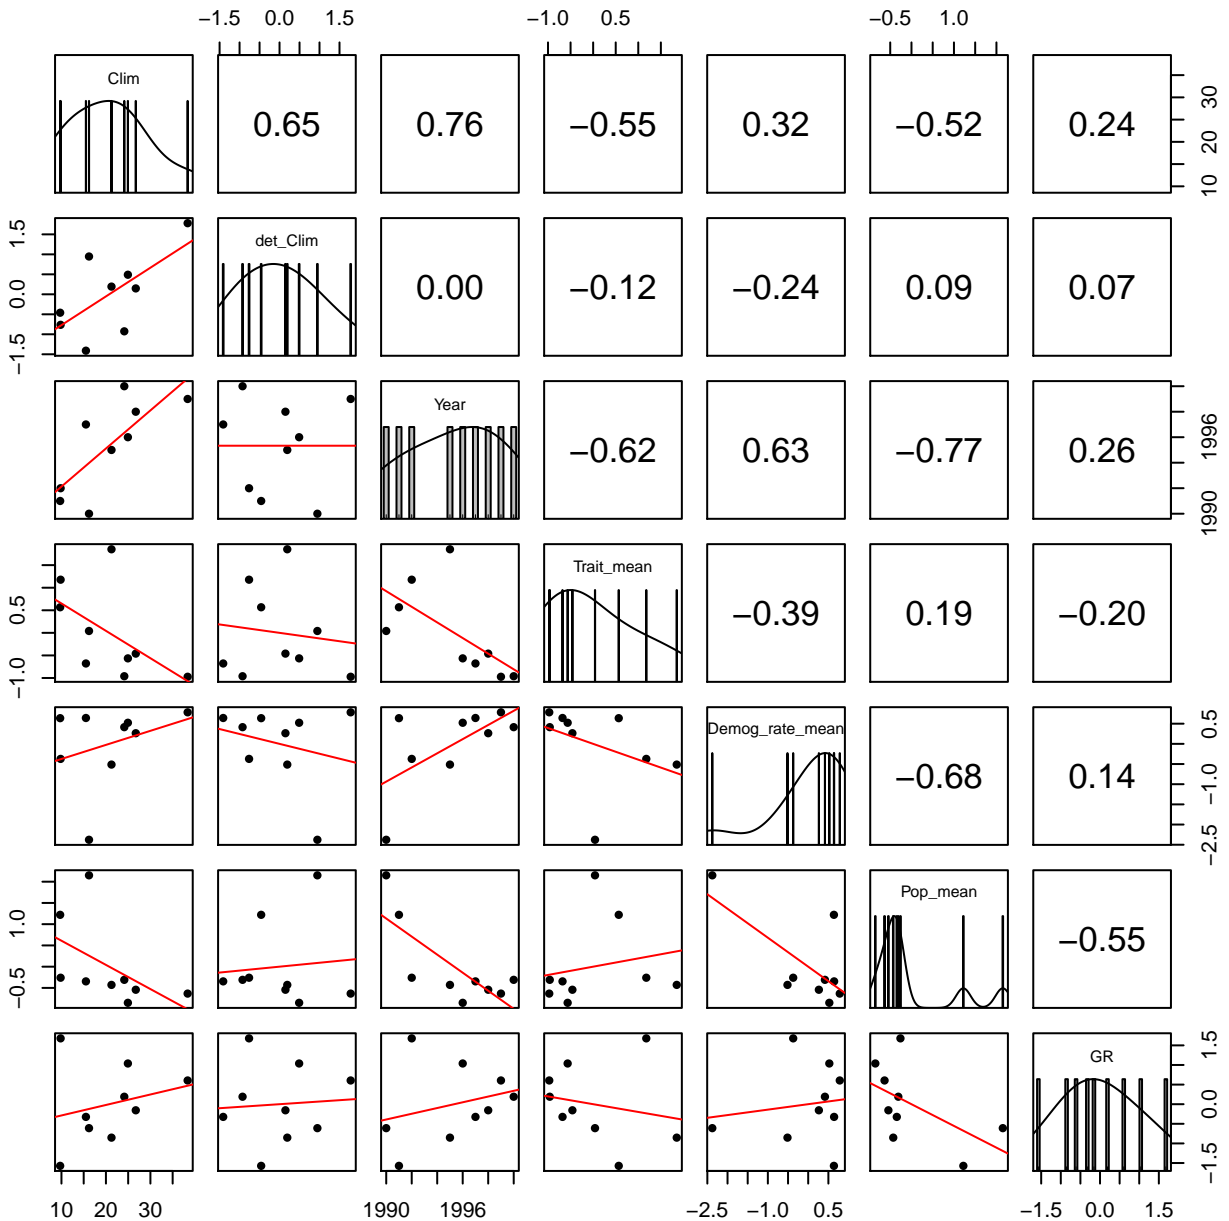 −1.5 0.0 1.5 −1.0 0.5 −0.5 1.0
Clim 0.65 0.76 −0.55 0.32 −0.52 0.24
10 20 30
−1.5 0.0 1.5
det_Clim 0.00 −0.12 −0.24 0.09 0.07
Year −0.62 0.63 −0.77 0.26
1990 1996
−1.0 0.5
Trait_mean −0.39 0.19 −0.20
Demog_rate_mean −0.68 0.14
−2.5 −1.0 0.5
−0.5 1.0
Pop_mean −0.55
GR
−1.5 0.0 1.5
10 20 30 1990 1996 −2.5 −1.0 0.5 −1.5 0.0 1.5